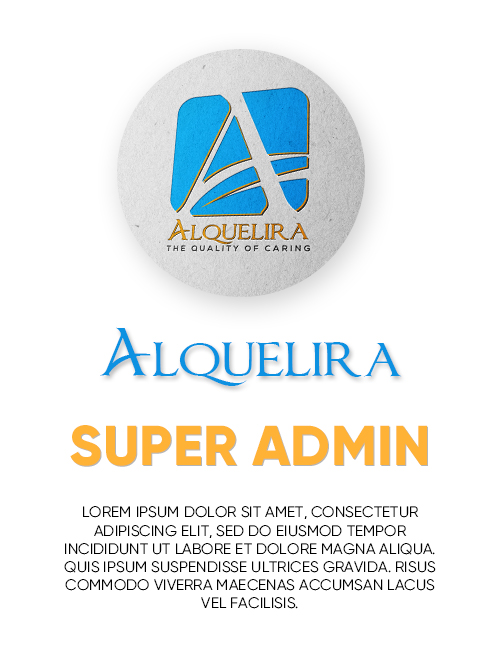 ALQUELIRA
THE QUALITY OF CARING
ALQUELIRA
SUPER ADMIN
LOREM IPSUM DOLOR SIT AMET, CONSECTETUR
ADIPISCING ELIT, SED DO EIUSMOD TEMPOR
INCIDIDUNT UT LABORE ET DOLORE MAGNA ALIQUA.
QUIS IPSUM SUSPENDISSE ULTRICES GRAVIDA. RISUS
COMMODO VIVERRA MAECENAS ACCUMSAN LACUS
VEL FACILISIS.